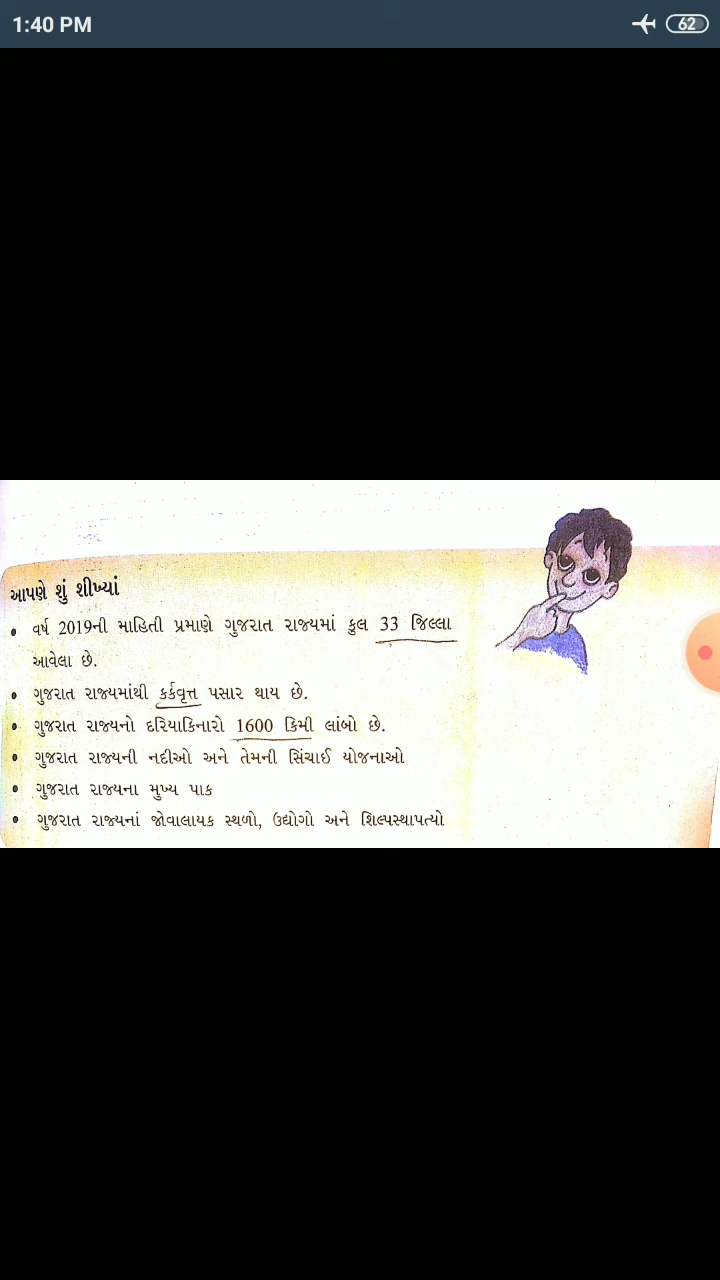 1:40 PM
62
આપણે શું શીખ્યાં
• વર્ષ 2019ની માહિતી પ્રમાણે ગુજરાત રાજ્યમાં કુલ 33 જિલ્લા
આવેલા છે.
• ગુજરાત રાજ્યમાંથી કર્કવૃત્ત પસાર થાય છે.
• ગુજરાત રાજ્યનો દરિયાકિનારો 1600 કિમી લાંબો છે.
• ગુજરાત રાજ્યની નદીઓ અને તેમની સિંચાઈ યોજનાઓ
• ગુજરાત રાજ્યના મુખ્ય પાક
• ગુજરાત રાજ્યનાં જોવાલાયક સ્થળો, ઉદ્યોગો અને શિલ્પસ્થાપત્યો